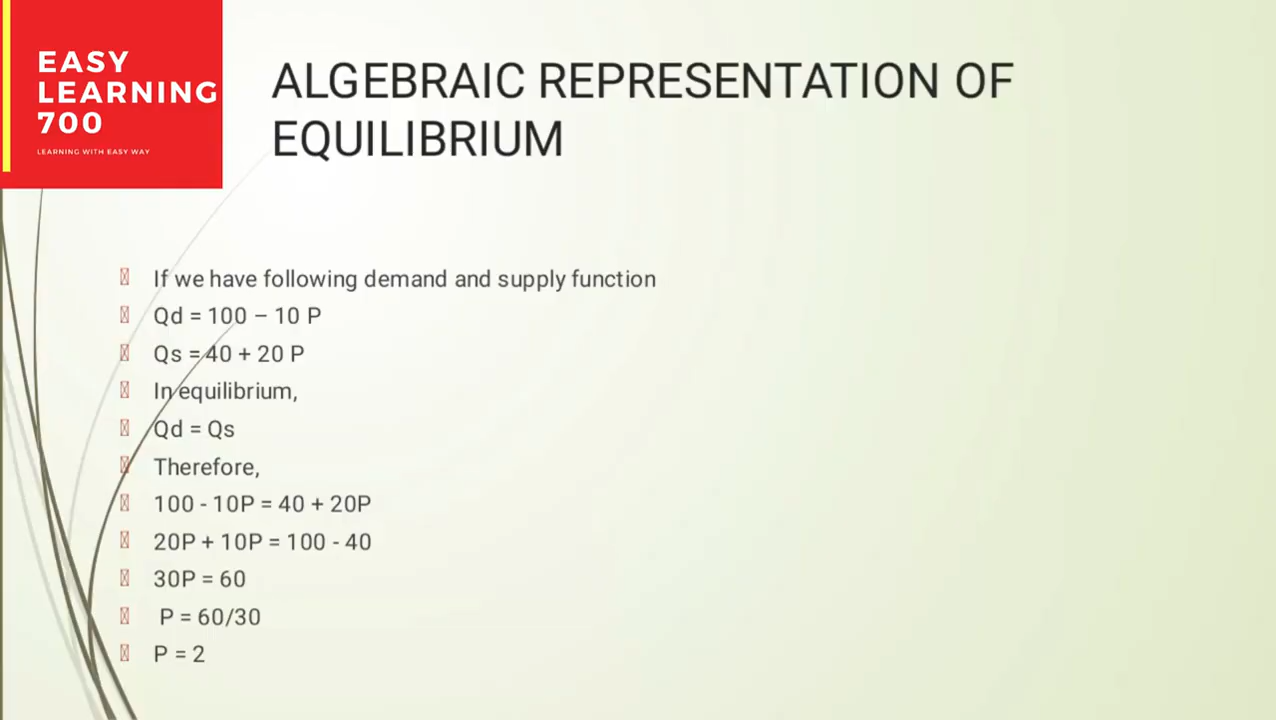 EASY
LEARNING
700
LEARNING WITH EASY WAY
ALGEBRAIC REPRESENTATION OF
EQUILIBRIUM
If we have following demand and supply function
Qd = 100 – 10 P
Qs = 40 + 20 P
In equilibrium,
Qd = Qs
Therefore,
100 - 10P = 40 + 20P
20P + 10P = 100 - 40
30P = 60
P = 60/30
P = 2